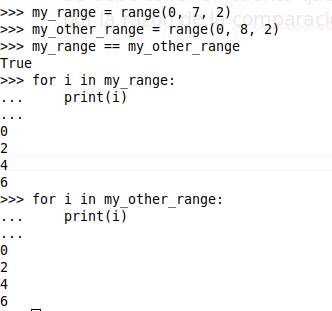 >>> my_range = range(0, 7, 2)
>>> my_other_range = range(0, 8, 2)
>>> my_range == my_other_range
True
>>> for i in my_range:
...     print(i)
...
0
2
4
6
>>> for i in my_other_range:
...     print(i)
...
0
2
4
6